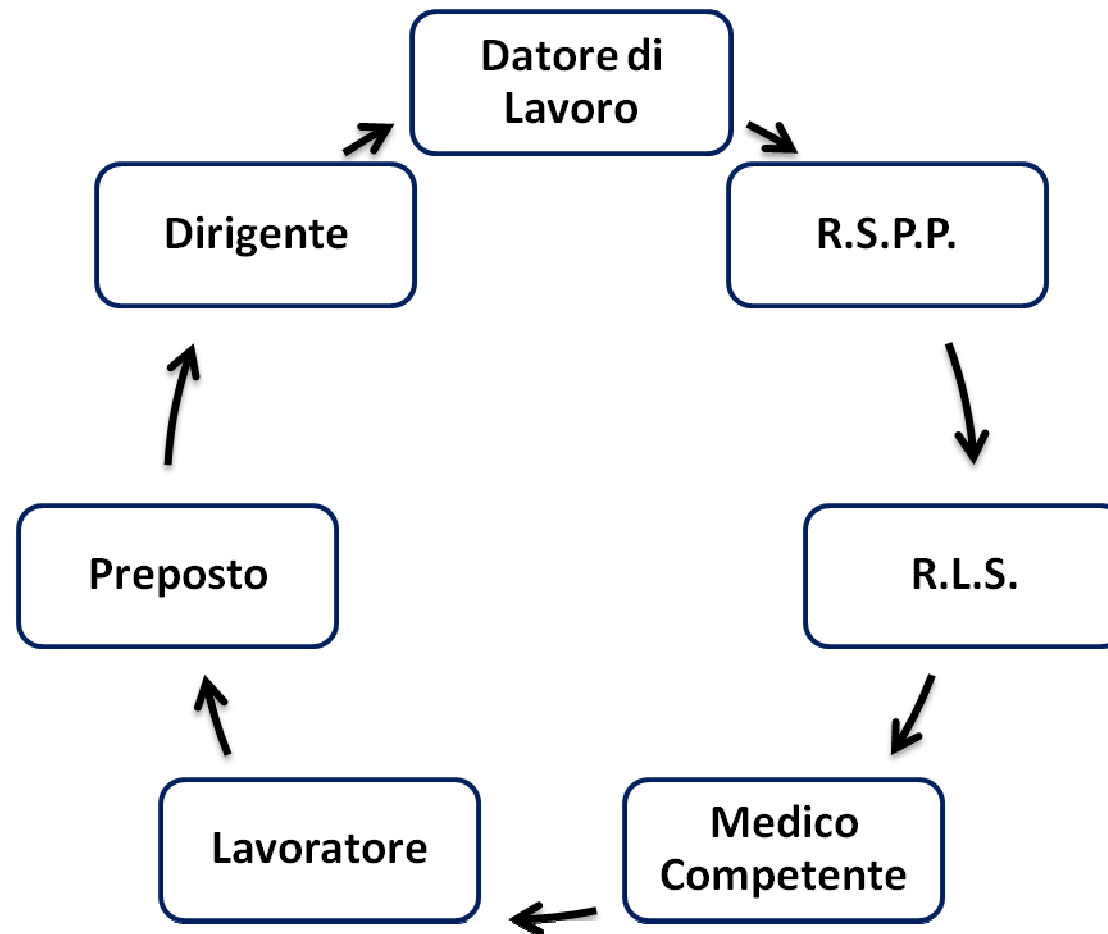 Datore di
Lavoro
Dirigente
R.S.P.P.
Preposto
R.L.S.
Lavoratore
Medico
Competente